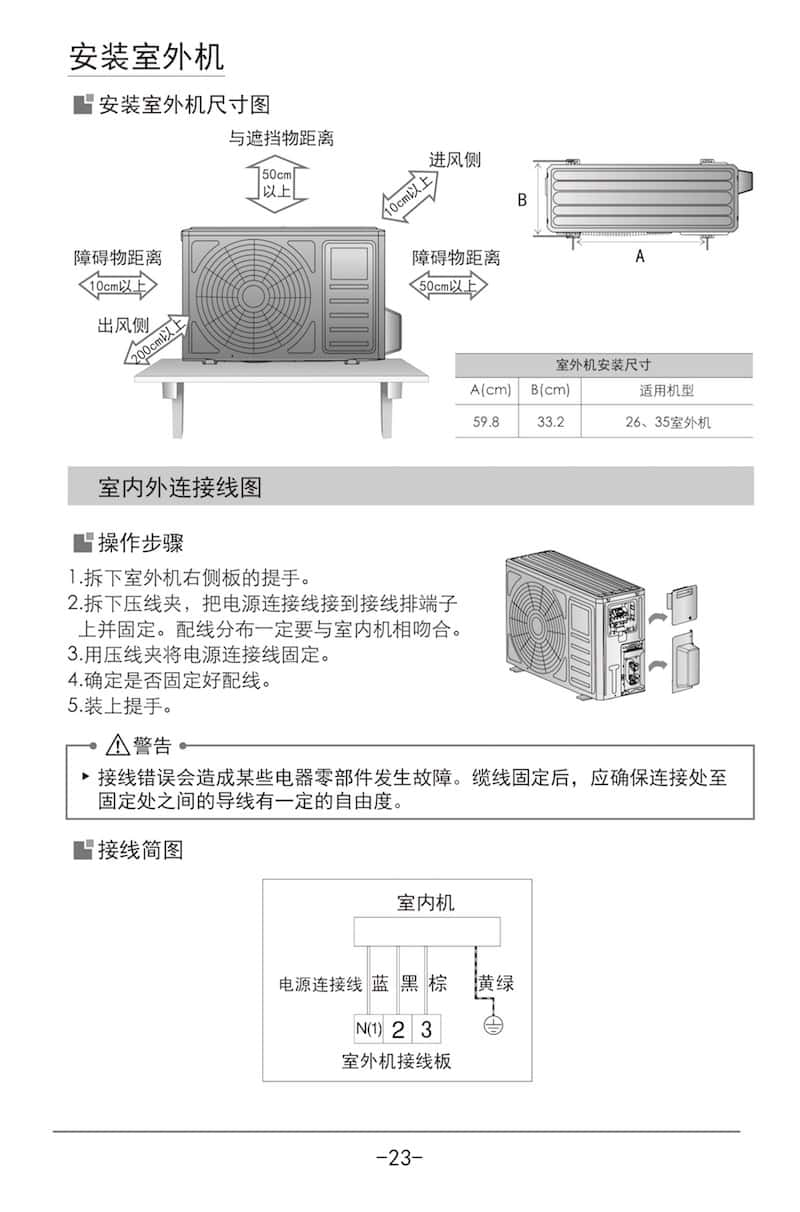 安装室外机
安装室外机尺寸图
与遮挡物距离
50cm
以上
进风侧
10cm以上
B
A
障碍物距离
10cm以上
障碍物距离
50cm以上
出风侧
200cm以上
室外机安装尺寸
A(cm) B(cm) 适用机型
59.8 33.2 26、35室外机
室内外连接线图
操作步骤
1.拆下室外机右侧板的提手。
2.拆下压线夹，把电源连接线接到接线排端子
上并固定。配线分布一定要与室内机相吻合。
3.用压线夹将电源连接线固定。
4.确定是否固定好配线。
5.装上提手。
警告
接线错误会造成某些电器零部件发生故障。缆线固定后，应确保连接处至
固定处之间的导线有一定的自由度。
接线简图
室内机
电源连接线 蓝 黑 棕 黄绿
N(1) 2 3
室外机接线板
-23-